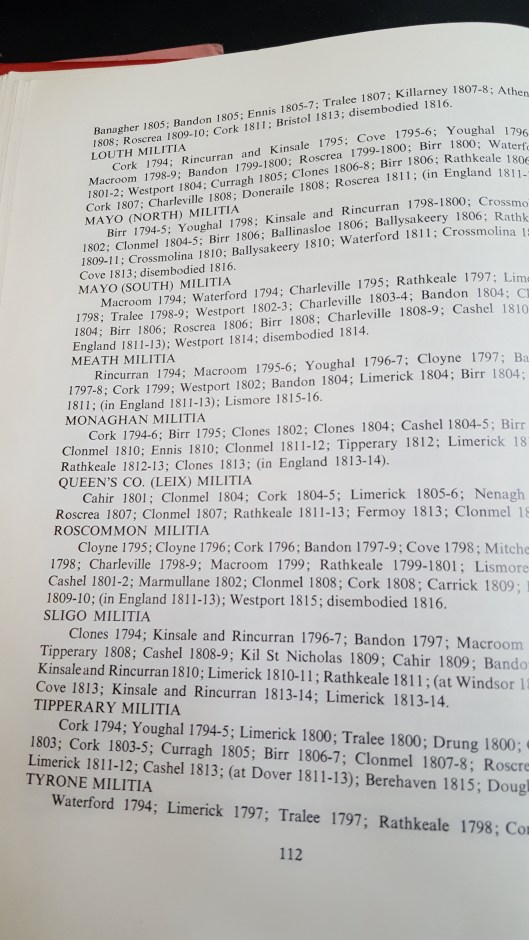 Banagher 1805; Bandon 1805; Ennis 1805-7; Tralee 1807; Killarney 1807-8; Athen
1808; Roscrea 1809-10; Cork 1811; Bristol 1813; disembodied 1816.
LOUTH MILITIA
Cork 1794; Rincurran and Kinsale 1795; Cove 1795-6; Youghal 1796
Macroom 1798-9; Bandon 1799-1800; Roscrea 1799-1800; Birr 1800; Waterf
1801-2; Westport 1804; Curragh 1805; Clones 1806-8; Birr 1806; Rathkeale 1806
Cork 1807; Charleville 1808; Doneraile 1808; Roscrea 1811; (in England 1811-
MAYO (NORTH) MILITIA
Birr 1794-5; Youghal 1798; Kinsale and Rincurran 1798-1800; Crossmo
1802; Clonmel 1804-5; Birr 1806; Ballinasloe 1806; Ballysakeery 1806; Rathk
1809-11; Crossmolina 1810; Ballysakeery 1810; Waterford 1811; Crossmolina 1
Cove 1813; disembodied 1816.
MAYO (SOUTH) MILITIA
Macroom 1794; Waterford 1794; Charleville 1795; Rathkeale 1797; Lim
1798; Tralee 1798-9; Westport 1802-3; Charleville 1803-4; Bandon 1804; Cl
1804; Birr 1806; Roscrea 1806; Birr 1808; Charleville 1808-9; Cashel 1810
England 1811-13); Westport 1814; disembodied 1814.
MEATH MILITIA
Rincurran 1794; Macroom 1795-6; Youghal 1796-7; Cloyne 1797; Ba
1797-8; Cork 1799; Westport 1802; Bandon 1804; Limerick 1804; Birr 1804;
1811; (in England 1811-13); Lismore 1815-16.
MONAGHAN MILITIA
Cork 1794-6; Birr 1795; Clones 1802; Clones 1804; Cashel 1804-5; Birr
Clonmel 1810; Ennis 1810; Clonmel 1811-12; Tipperary 1812; Limerick 18
Rathkeale 1812-13; Clones 1813; (in England 1813-14).
QUEEN'S CO. (LEIX) MILITIA
Cahir 1801; Clonmel 1804; Cork 1804-5; Limerick 1805-6; Nenagh
Roscrea 1807; Clonmel 1807; Rathkeale 1811-13; Fermoy 1813; Clonmel 18
ROSCOMMON MILITIA
Cloyne 1795; Cloyne 1796; Cork 1796; Bandon 1797-9; Cove 1798; Mitche
1798; Charleville 1798-9; Macroom 1799; Rathkeale 1799-1801; Lismore
Cashel 1801-2; Marmullane 1802; Clonmel 1808; Cork 1808; Carrick 1809;
1809-10; (in England 1811-13); Westport 1815; disembodied 1816.
SLIGO MILITIA
Clones 1794; Kinsale and Rincurran 1796-7; Bandon 1797; Macroom
Tipperary 1808; Cashel 1808-9; Kil St Nicholas 1809; Cahir 1809; Bando
Kinsale and Rincurran 1810; Limerick 1810-11; Rathkeale 1811; (at Windsor 1
Cove 1813; Kinsale and Rincurran 1813-14; Limerick 1813-14.
TIPPERARY MILITIA
Cork 1794; Youghal 1794-5; Limerick 1800; Tralee 1800; Drung 1800;
1803; Cork 1803-5; Curragh 1805; Birr 1806-7; Clonmel 1807-8; Roscre
Limerick 1811-12; Cashel 1813; (at Dover 1811-13); Berehaven 1815; Doug
TYRONE MILITIA
Waterford 1794; Limerick 1797; Tralee 1797; Rathkeale 1798; Co
112